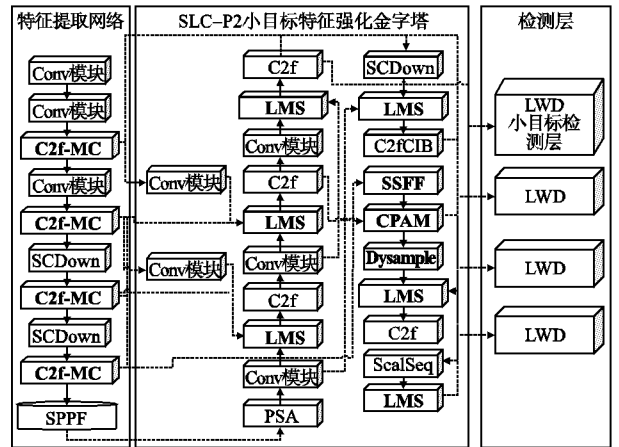 特征提取网络
Conv模块
Conv模块
C2f-MC
Conv模块
C2f-MC
SCDown
C2f-MC
SCDown
C2f-MC
SPPF
SLC-P2小目标特征强化金字塔
Conv模块
Conv模块
C2f
LMS
Conv模块
C2f
LMS
Conv模块
C2f
LMS
Conv模块
PSA
SCDown
LMS
C2fCIB
SSFF
CPAM
Dysample
LMS
C2f
ScalSeq
LMS
检测层
LWD
小目标检
测层
LWD
LWD
LWD